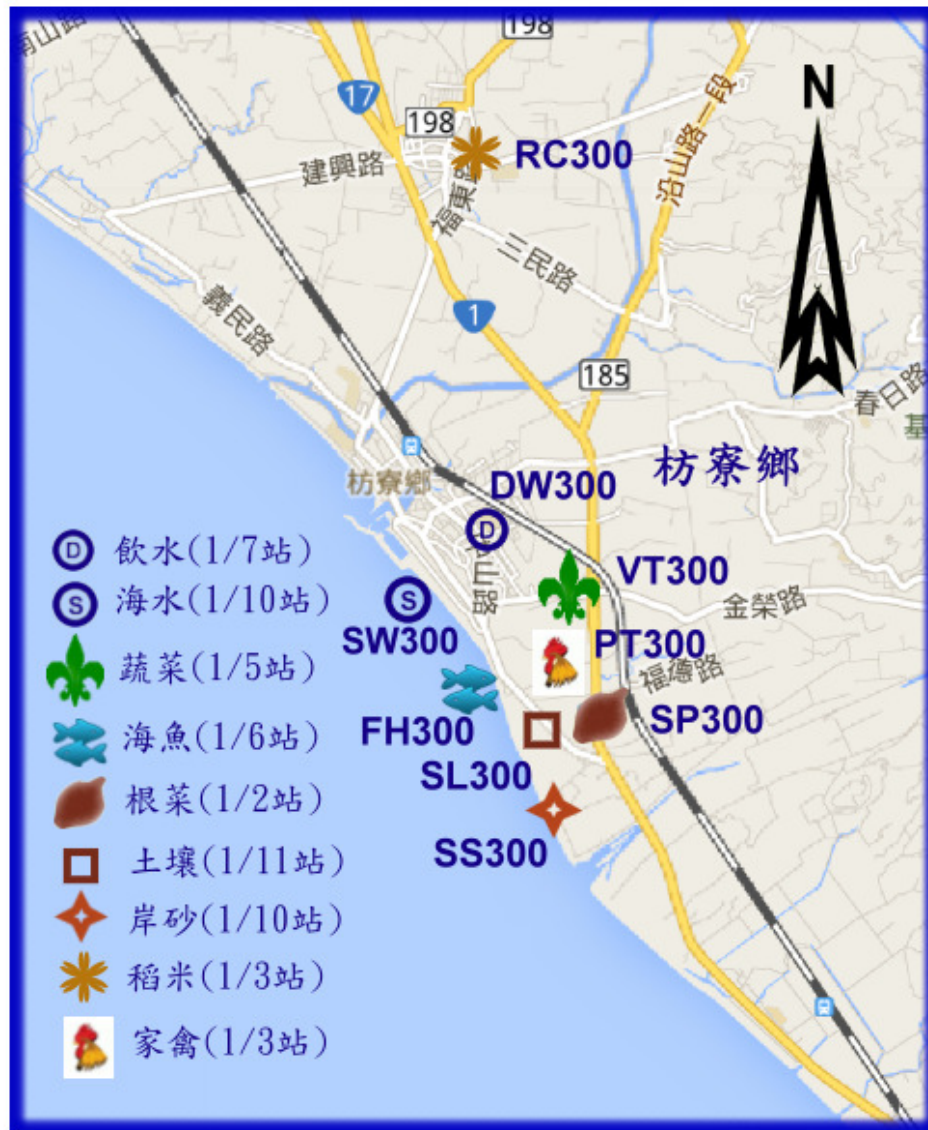 198
南山路
17
198
N
RC300
建興路
福東路
沿山路一段
三民路
義民路
1
185
春日路
基
枋寮鄉
枋寮鄉
DW300
D
中山路
VT300
金榮路
S
SW300
PT300
福德路
FH300
SP300
SL300
SS300
D 飲水(1/7站)
S 海水(1/10站)
蔬菜(1/5站)
海魚(1/6站)
根菜(1/2站)
土壤(1/11站)
岸砂(1/10站)
稻米(1/3站)
家禽(1/3站)